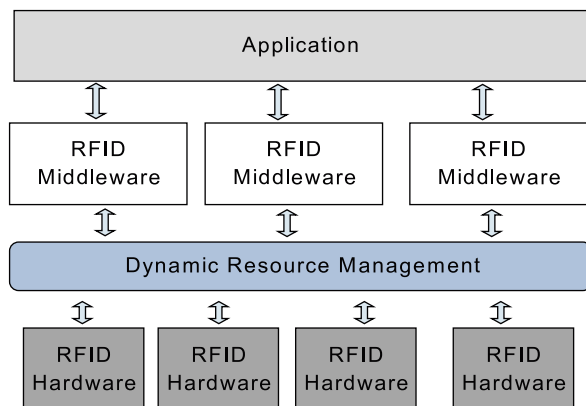 Application
RFID RFID RFID
Middleware Middleware Middleware
Dynamic Resource Management
RFID RFID RFID RFID
Hardware Hardware Hardware Hardware